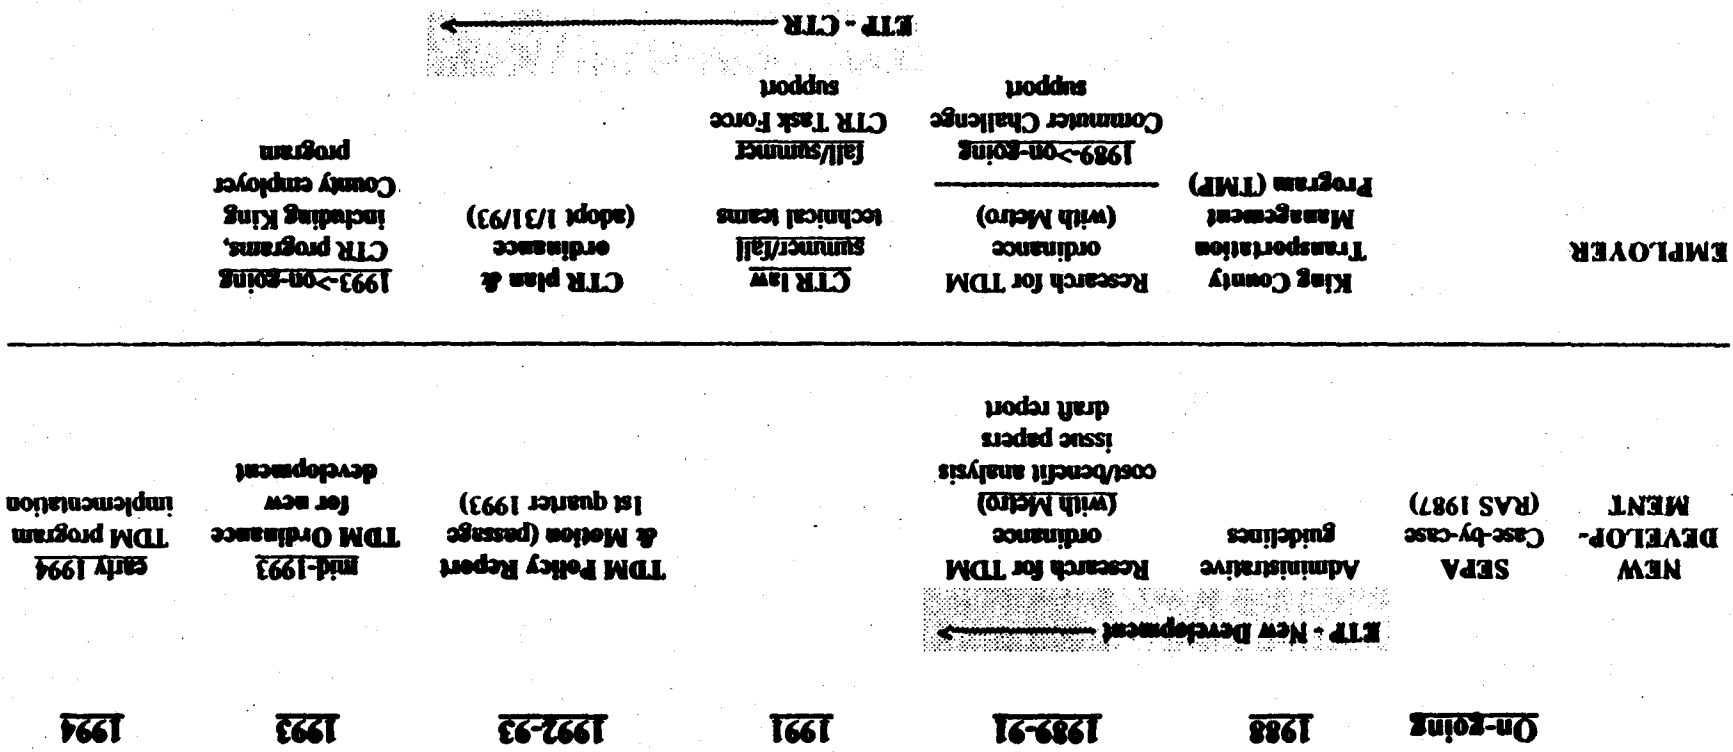 On-going
1988
1989-91
1991
1992-93
1993
1994
ETP - New Development
NEW
DEVELOP-
MENT
SEPA
Case-by-case
(RAS 1987)
Administrative
guidelines
Research for TDM
ordinance
(with Metro)
cost/benefit analysis
issue papers
draft report
TDM Policy Report
& Motion (passage
1st quarter 1993)
mid-1993
TDM Ordinance
for new
development
early 1994
TDM program
implementation
EMPLOYER
King County
Transportation
Management
Program (TMP)
Research for TDM
ordinance
(with Metro)
1989->on-going
Commuter Challenge
support
CTR law
summer/fall
technical teams
fall/summer
CTR Task Force
support
CTR plan &
ordinance
(adopt 1/31/93)
1993->on-going
CTR programs,
including King
County employer
program
ETP - CTR